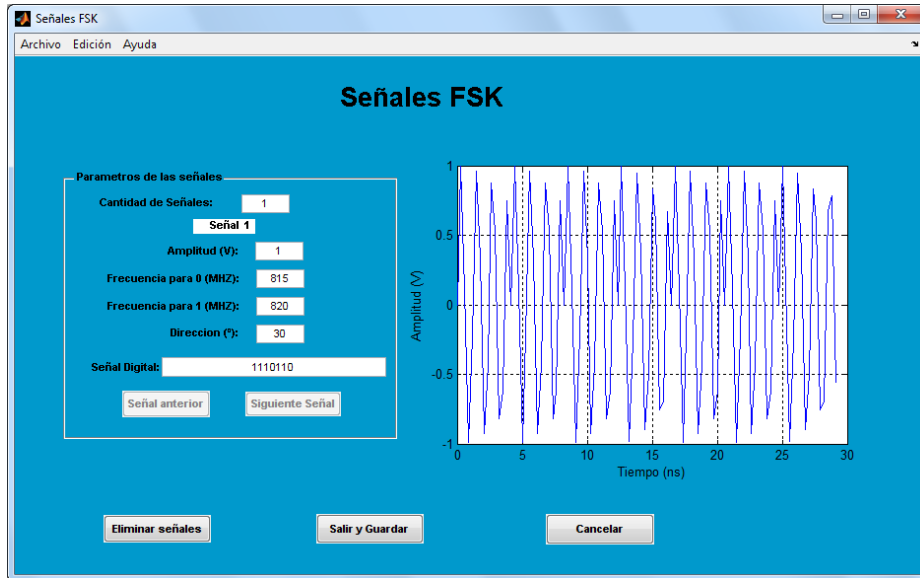 Señales FSK
Archivo Edición Ayuda
Señales FSK
Parametros de las señales
Cantidad de Señales: 1
Señal 1
Amplitud (V): 1
Frecuencia para 0 (MHZ): 815
Frecuencia para 1 (MHZ): 820
Direccion (º): 30
Señal Digital: 1110110
Señal anterior Siguiente Señal
1
0.5
0
-0.5
-1
Amplitud (V)
0 5 10 15 20 25 30
Tiempo (ns)
Eliminar señales Salir y Guardar Cancelar